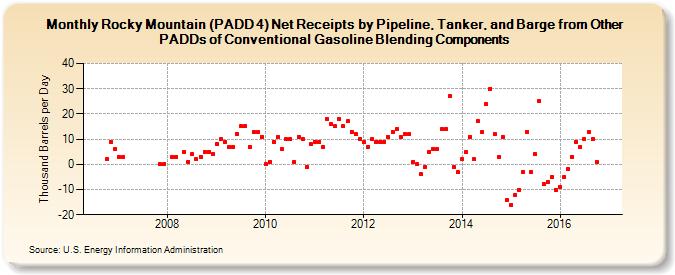 Monthly Rocky Mountain (PADD 4) Net Receipts by Pipeline, Tanker, and Barge from Other
PADDs of Conventional Gasoline Blending Components
Thousand Barrels per Day
40
30
20
10
0
-10
-20
2008 2010 2012 2014 2016
Source: U.S. Energy Information Administration